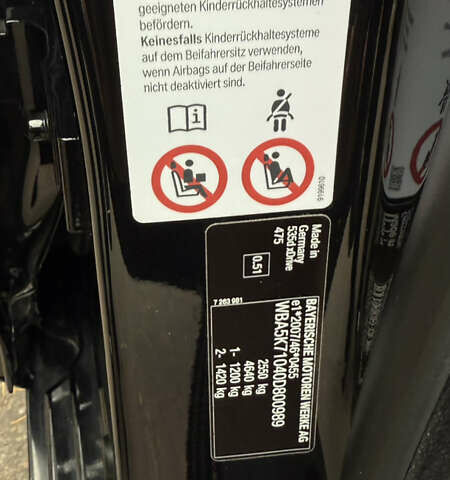 geeigneten Kinderrückhaltesystemen
befördern.
Keinesfalls Kinderrückhaltesysteme
auf dem Beifahrersitz verwenden,
wenn Airbags auf der Beifahrerseite
nicht deaktiviert sind.
i
Made in
Germany
535d xDrive
475
0.51
7 263 981
BAYERISCHE MOTOREN WERKE AG
e1*2007/46*0455
WBA5K71040D800989
2550 kg
4640 kg
1- 1200 kg
2- 1420 kg